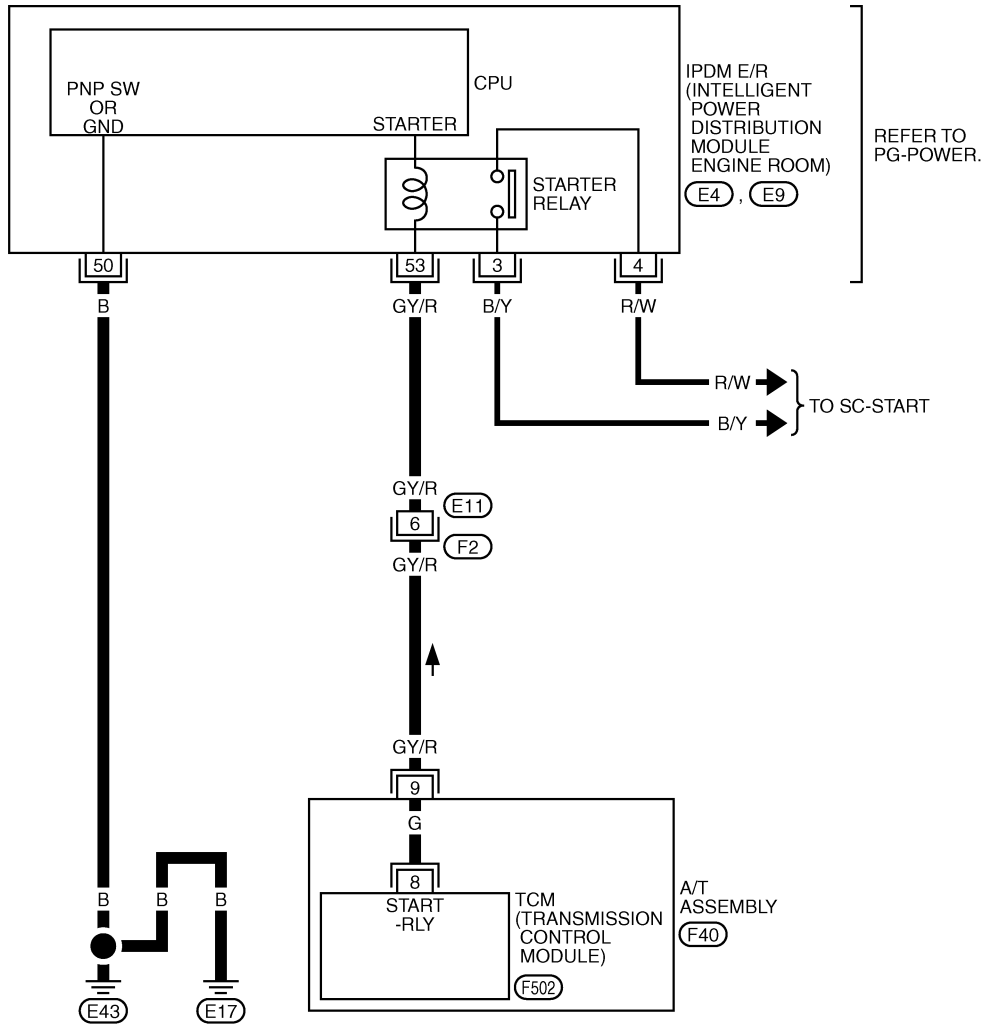 PNP SW
OR
GND
STARTER
CPU
STARTER
RELAY
IPDM E/R
(INTELLIGENT
POWER
DISTRIBUTION
MODULE
ENGINE ROOM)
E4 , E9
REFER TO
PG-POWER.
50
53
3
4
B
GY/R
B/Y
R/W
R/W
B/Y
TO SC-START
GY/R
E11
6
F2
GY/R
GY/R
9
G
8
START
-RLY
TCM
(TRANSMISSION
CONTROL
MODULE)
F502
A/T
ASSEMBLY
F40
B
B
B
E43
E17